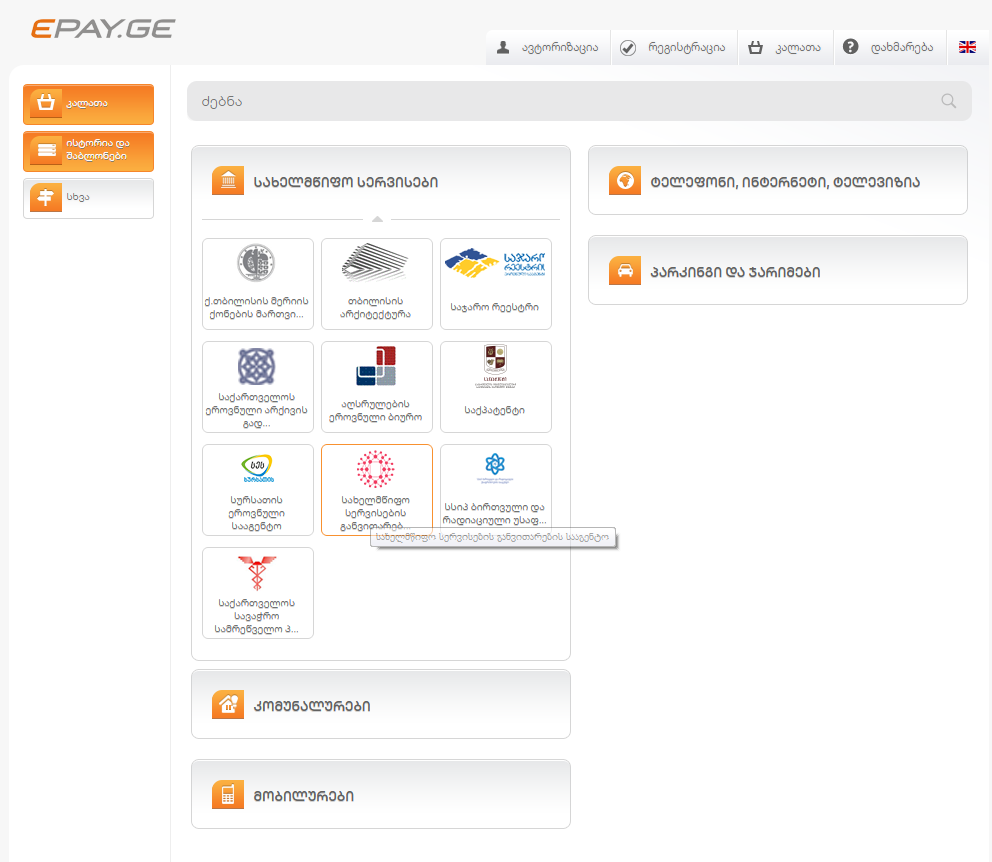 EPAY.GE
ავტორიზაცია
რეგისტრაცია
კალათა
დახმარება
კალათა
ისტორია და
შაბლონები
სხვა
ძებნა
სახელმწიფო სერვისები
ქ.თბილისის მერიის
ქონების მართვი...
თბილისის
არქიტექტურა
საჯარო
რეესტრი
საჯარო რეესტრი
საქართველოს
ეროვნული არქივის
გად...
აღსრულების
ეროვნული ბიურო
საქპატენტი
სურსათის
ეროვნული
სააგენტო
სახელმწიფო
სერვისების
განვითარებ...
სსიპ ბირთვული და
რადიაციული უსაფ...
სახელმწიფო სერვისების განვითარების სააგენტო
საქართველოს
სავაჭრო
სამრეწველო პ...
კომუნალურები
მობილურები
ტელეფონი, ინტერნეტი, ტელევიზია
პარკინგი და ჯარიმები